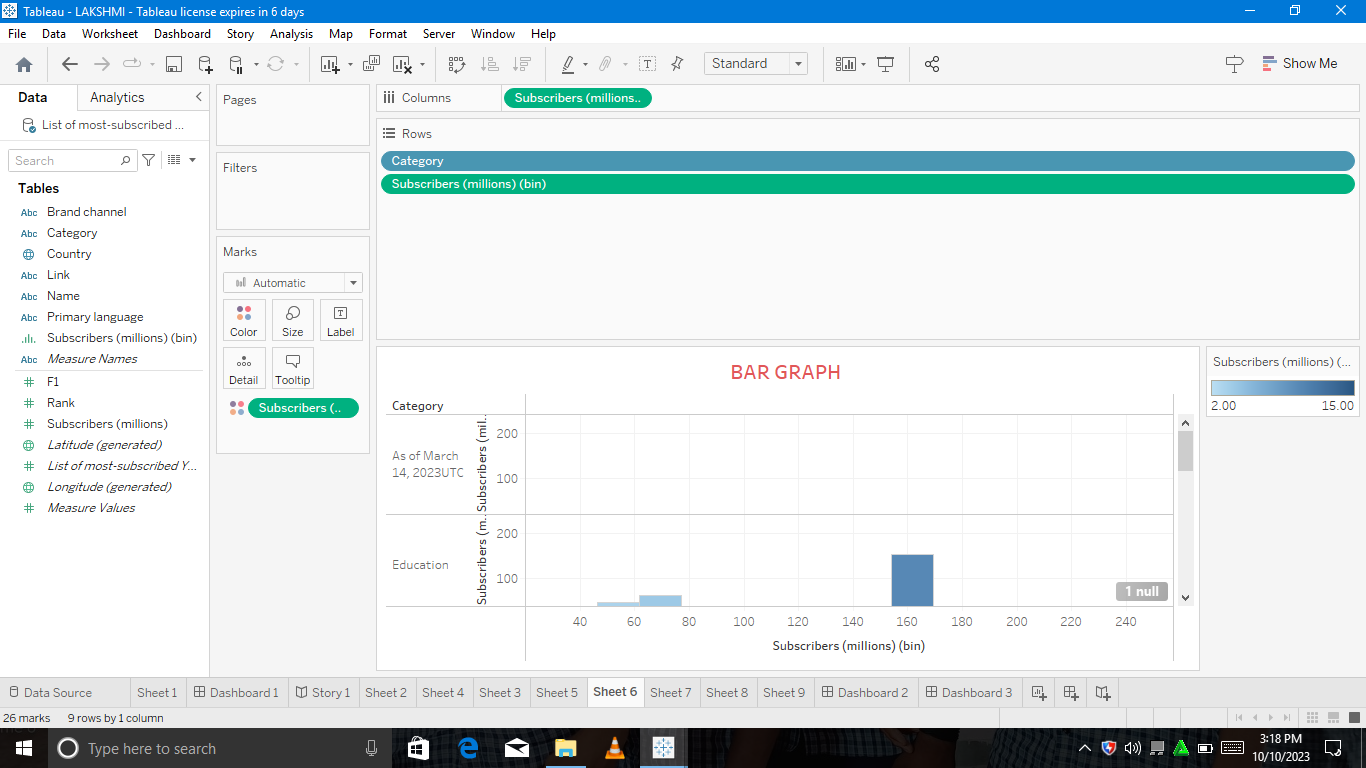 Tableau - LAKSHMI - Tableau license expires in 6 days
File Data Worksheet Dashboard Story Analysis Map Format Server Window Help
Standard
Show Me
Data
Analytics
List of most-subscribed ...
Search
Tables
Abc Brand channel
Abc Category
Country
Abc Link
Abc Name
Abc Primary language
Subscribers (millions) (bin)
Abc Measure Names
# F1
# Rank
# Subscribers (millions)
Latitude (generated)
# List of most-subscribed Y...
Longitude (generated)
# Measure Values
Pages
Filters
Marks
Automatic
Color Size Label
Detail Tooltip
Subscribers (..
Columns
Subscribers (millions..
Rows
Category
Subscribers (millions) (bin)
BAR GRAPH
Category
As of March
14, 2023UTC
Subscribers (mil..
200
100
Education
Subscribers (m..
200
100
1 null
40 60 80 100 120 140 160 180 200 220 240
Subscribers (millions) (bin)
Subscribers (millions) (...
2.00 15.00
Data Source Sheet 1 Dashboard 1 Story 1 Sheet 2 Sheet 4 Sheet 3 Sheet 5 Sheet 6 Sheet 7 Sheet 8 Sheet 9 Dashboard 2 Dashboard 3
26 marks 9 rows by 1 column
Type here to search
3:18 PM
10/10/2023